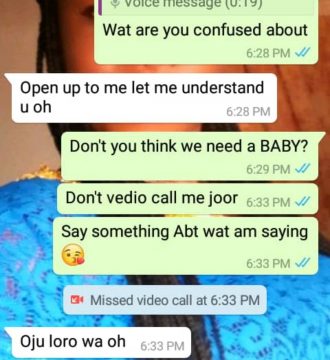 Voice message (0:19)
Wat are you confused about
6:28 PM
Open up to me let me understand
u oh
6:28 PM
Don't you think we need a BABY?
6:29 PM
Don't vedio call me joor 6:33 PM
Say something Abt wat am saying
6:33 PM
Missed video call at 6:33 PM
Oju loro wa oh 6:33 PM